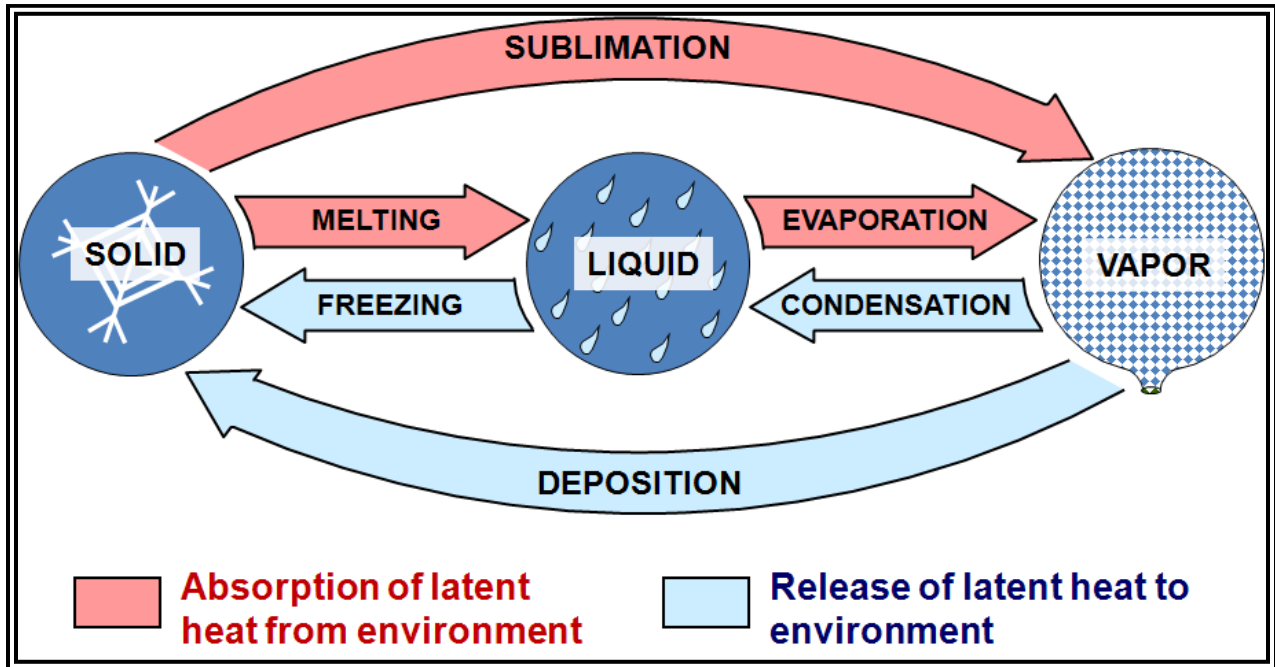 SUBLIMATION
MELTING
EVAPORATION
SOLID
LIQUID
VAPOR
FREEZING
CONDENSATION
DEPOSITION
Absorption of latent
heat from environment
Release of latent heat to
environment